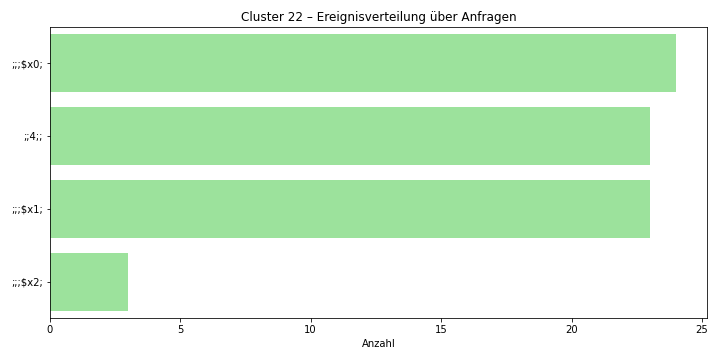 Cluster 22 – Ereignisverteilung über Anfragen
;;;$x0;
;;4;;
;;;$x1;
;;;$x2;
0 5 10 15 20 25
Anzahl